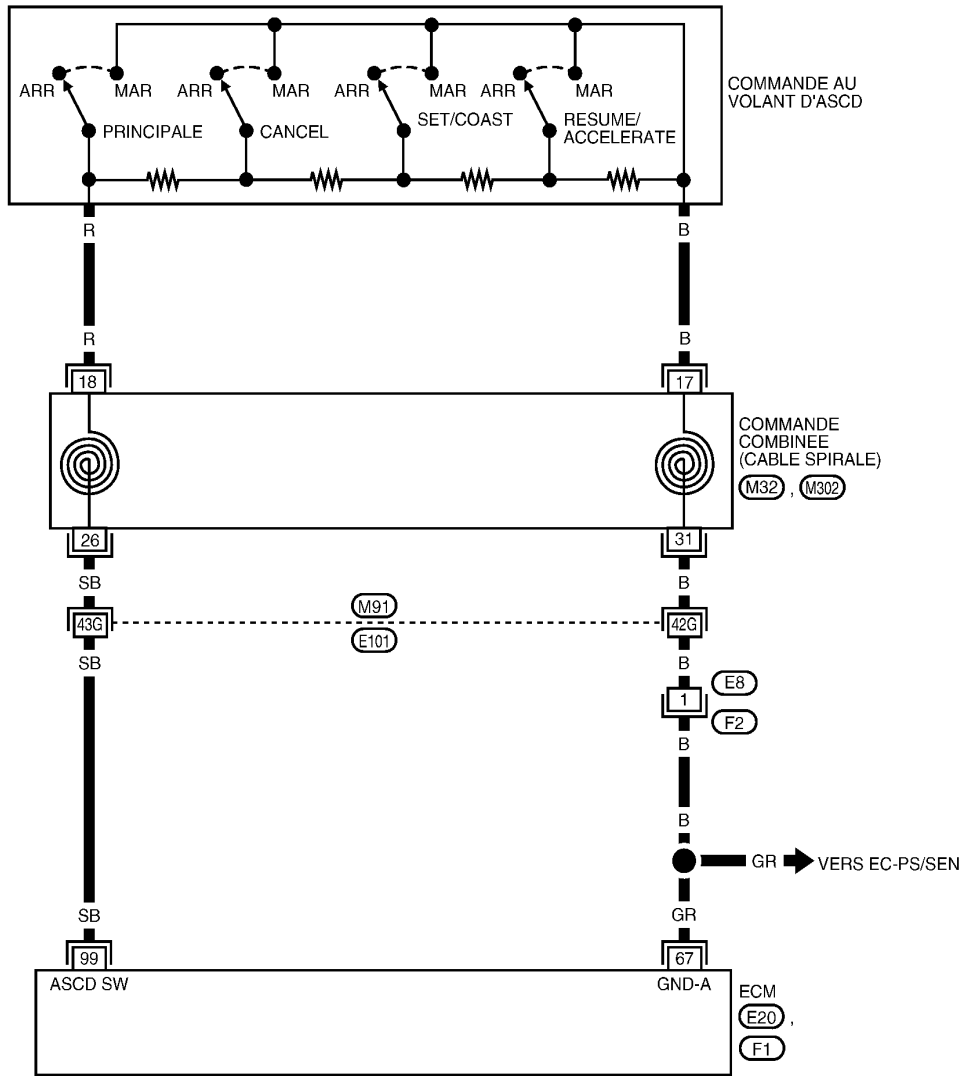 ARR
MAR
ARR
MAR
ARR
MAR
ARR
MAR
COMMANDE AU
VOLANT D'ASCD
PRINCIPALE
CANCEL
SET/COAST
RESUME/
ACCELERATE
R
B
R
B
18
17
COMMANDE
COMBINEE
(CABLE SPIRALE)
M32 , M302
26
31
SB
B
43G
M91
E101
42G
SB
B
1
E8
F2
B
B
GR
VERS EC-PS/SEN
SB
GR
99
67
ASCD SW
GND-A
ECM
E20 ,
F1